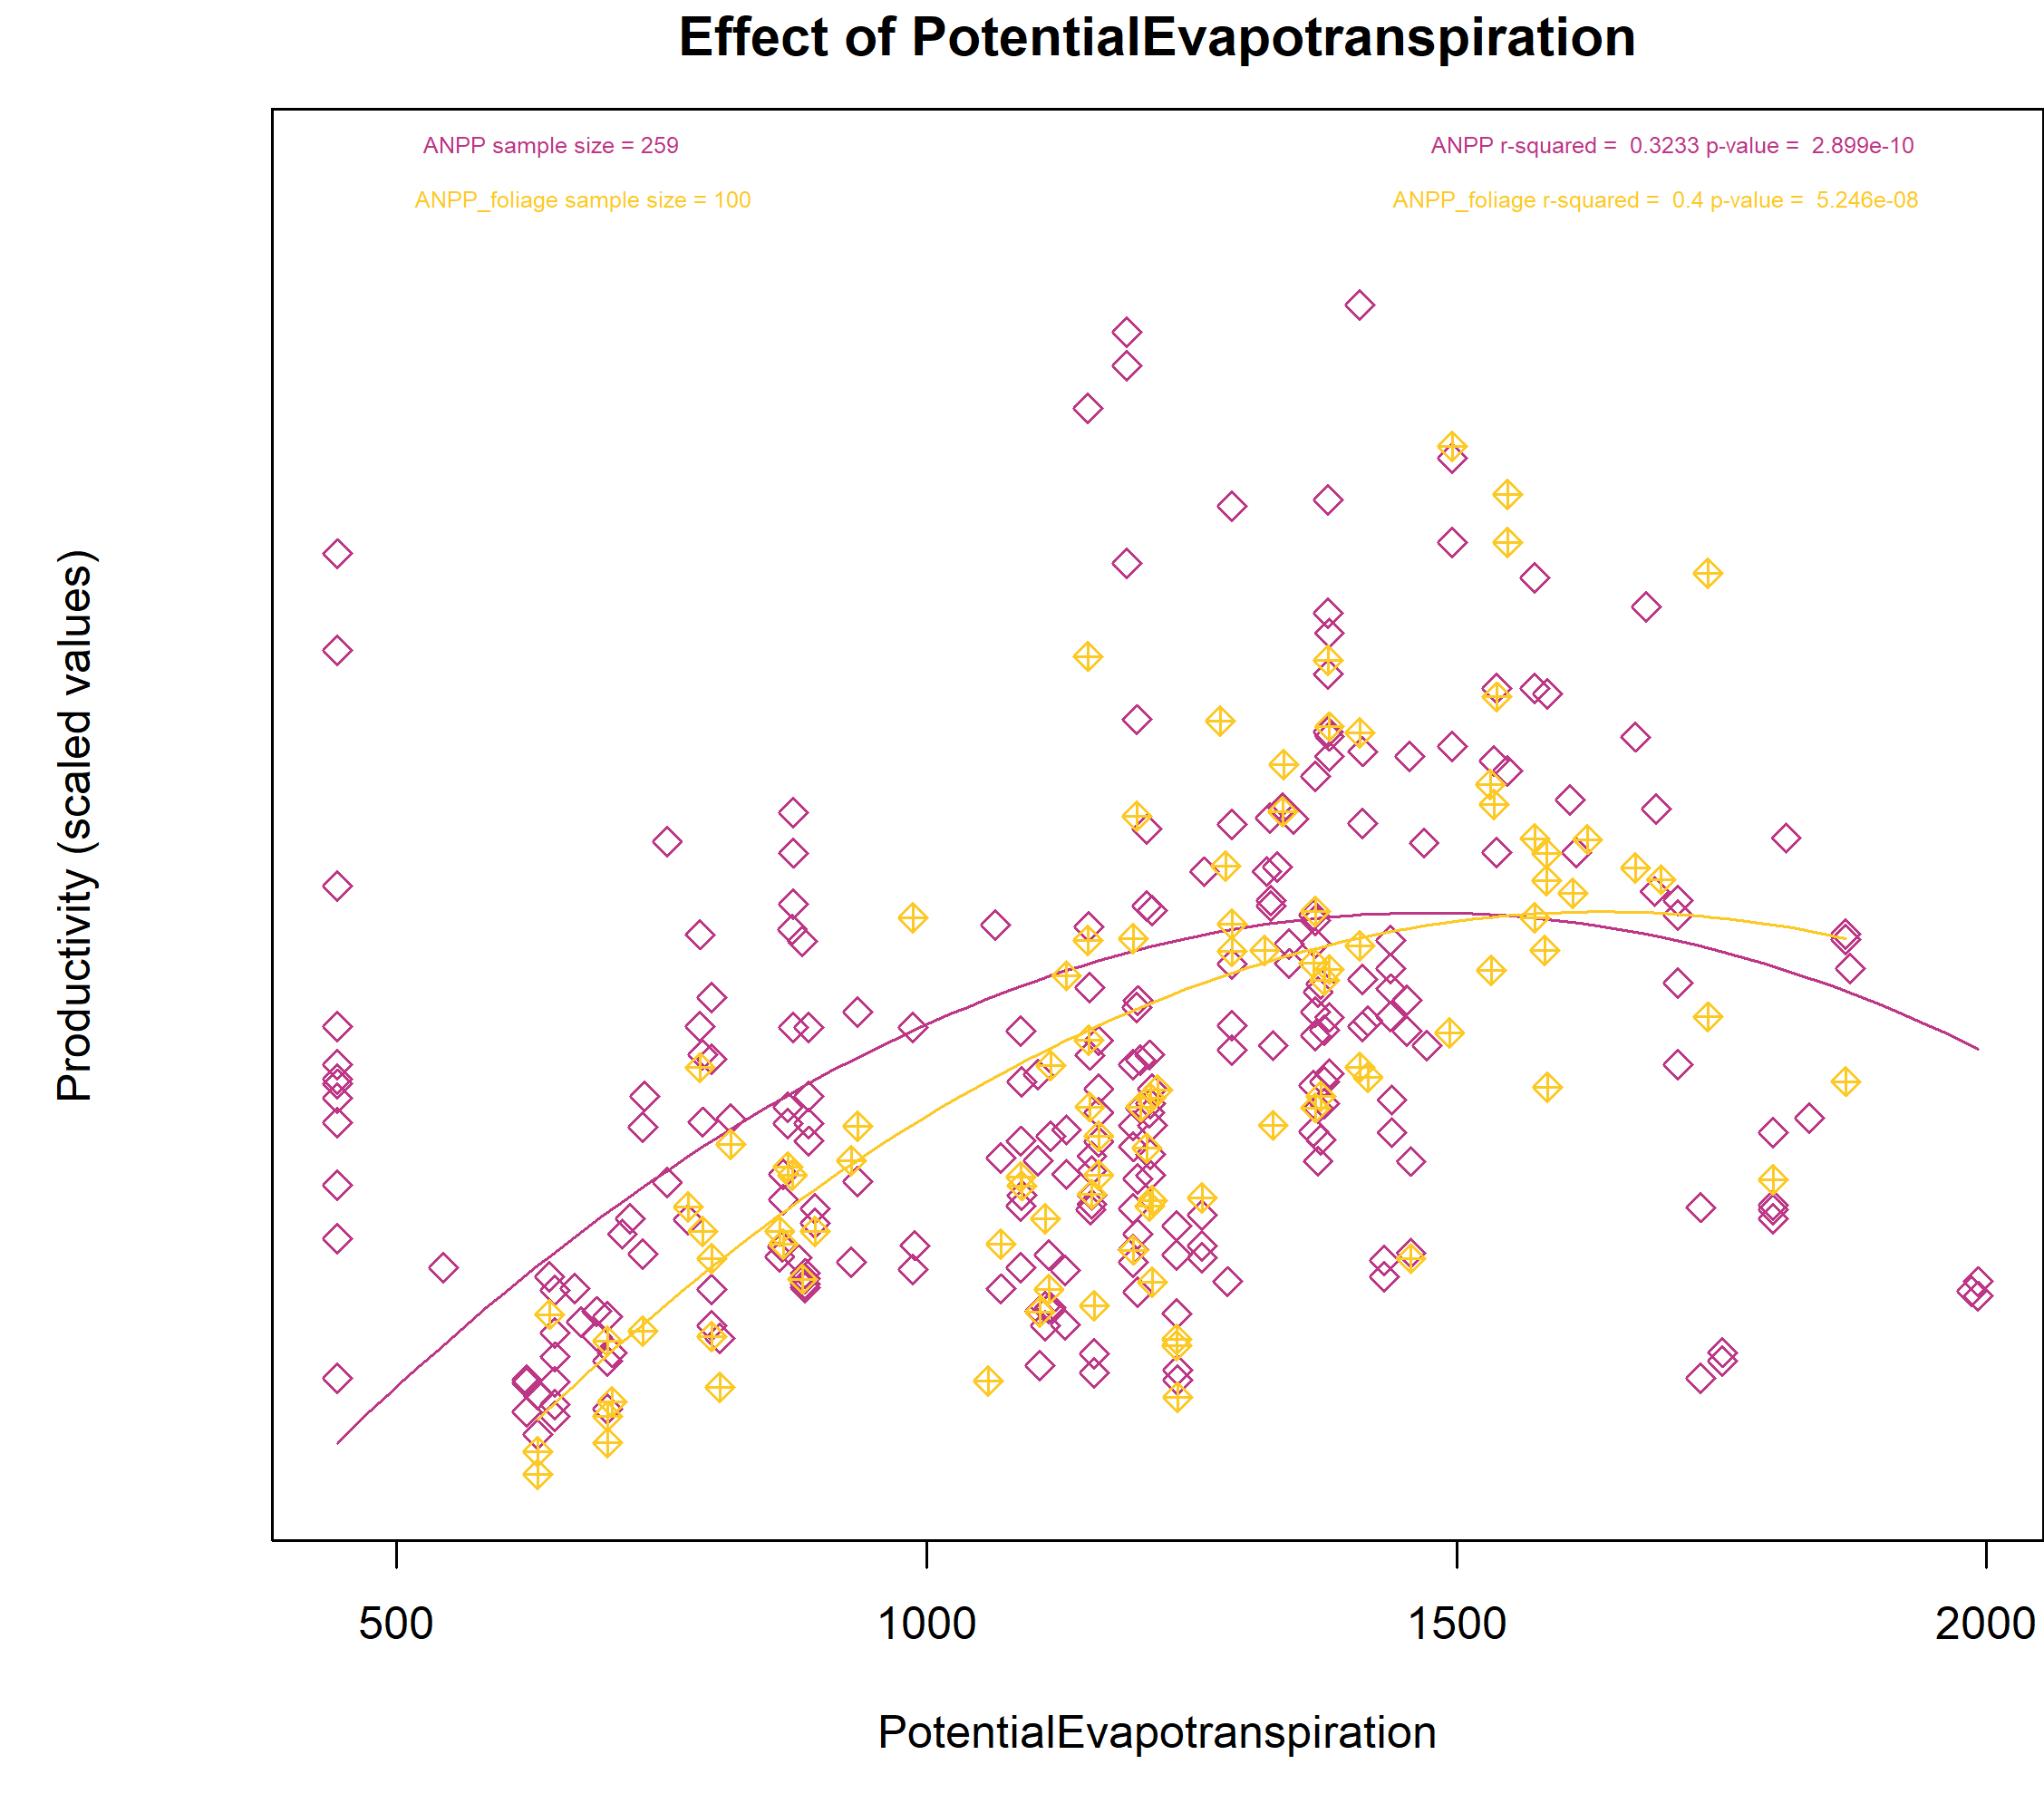 Effect of PotentialEvapotranspiration
ANPP sample size = 259
ANPP r-squared =  0.3233 p-value =  2.899e-10
ANPP_foliage sample size = 100
ANPP_foliage r-squared =  0.4 p-value =  5.246e-08
Productivity (scaled values)
500
1000
1500
2000
PotentialEvapotranspiration